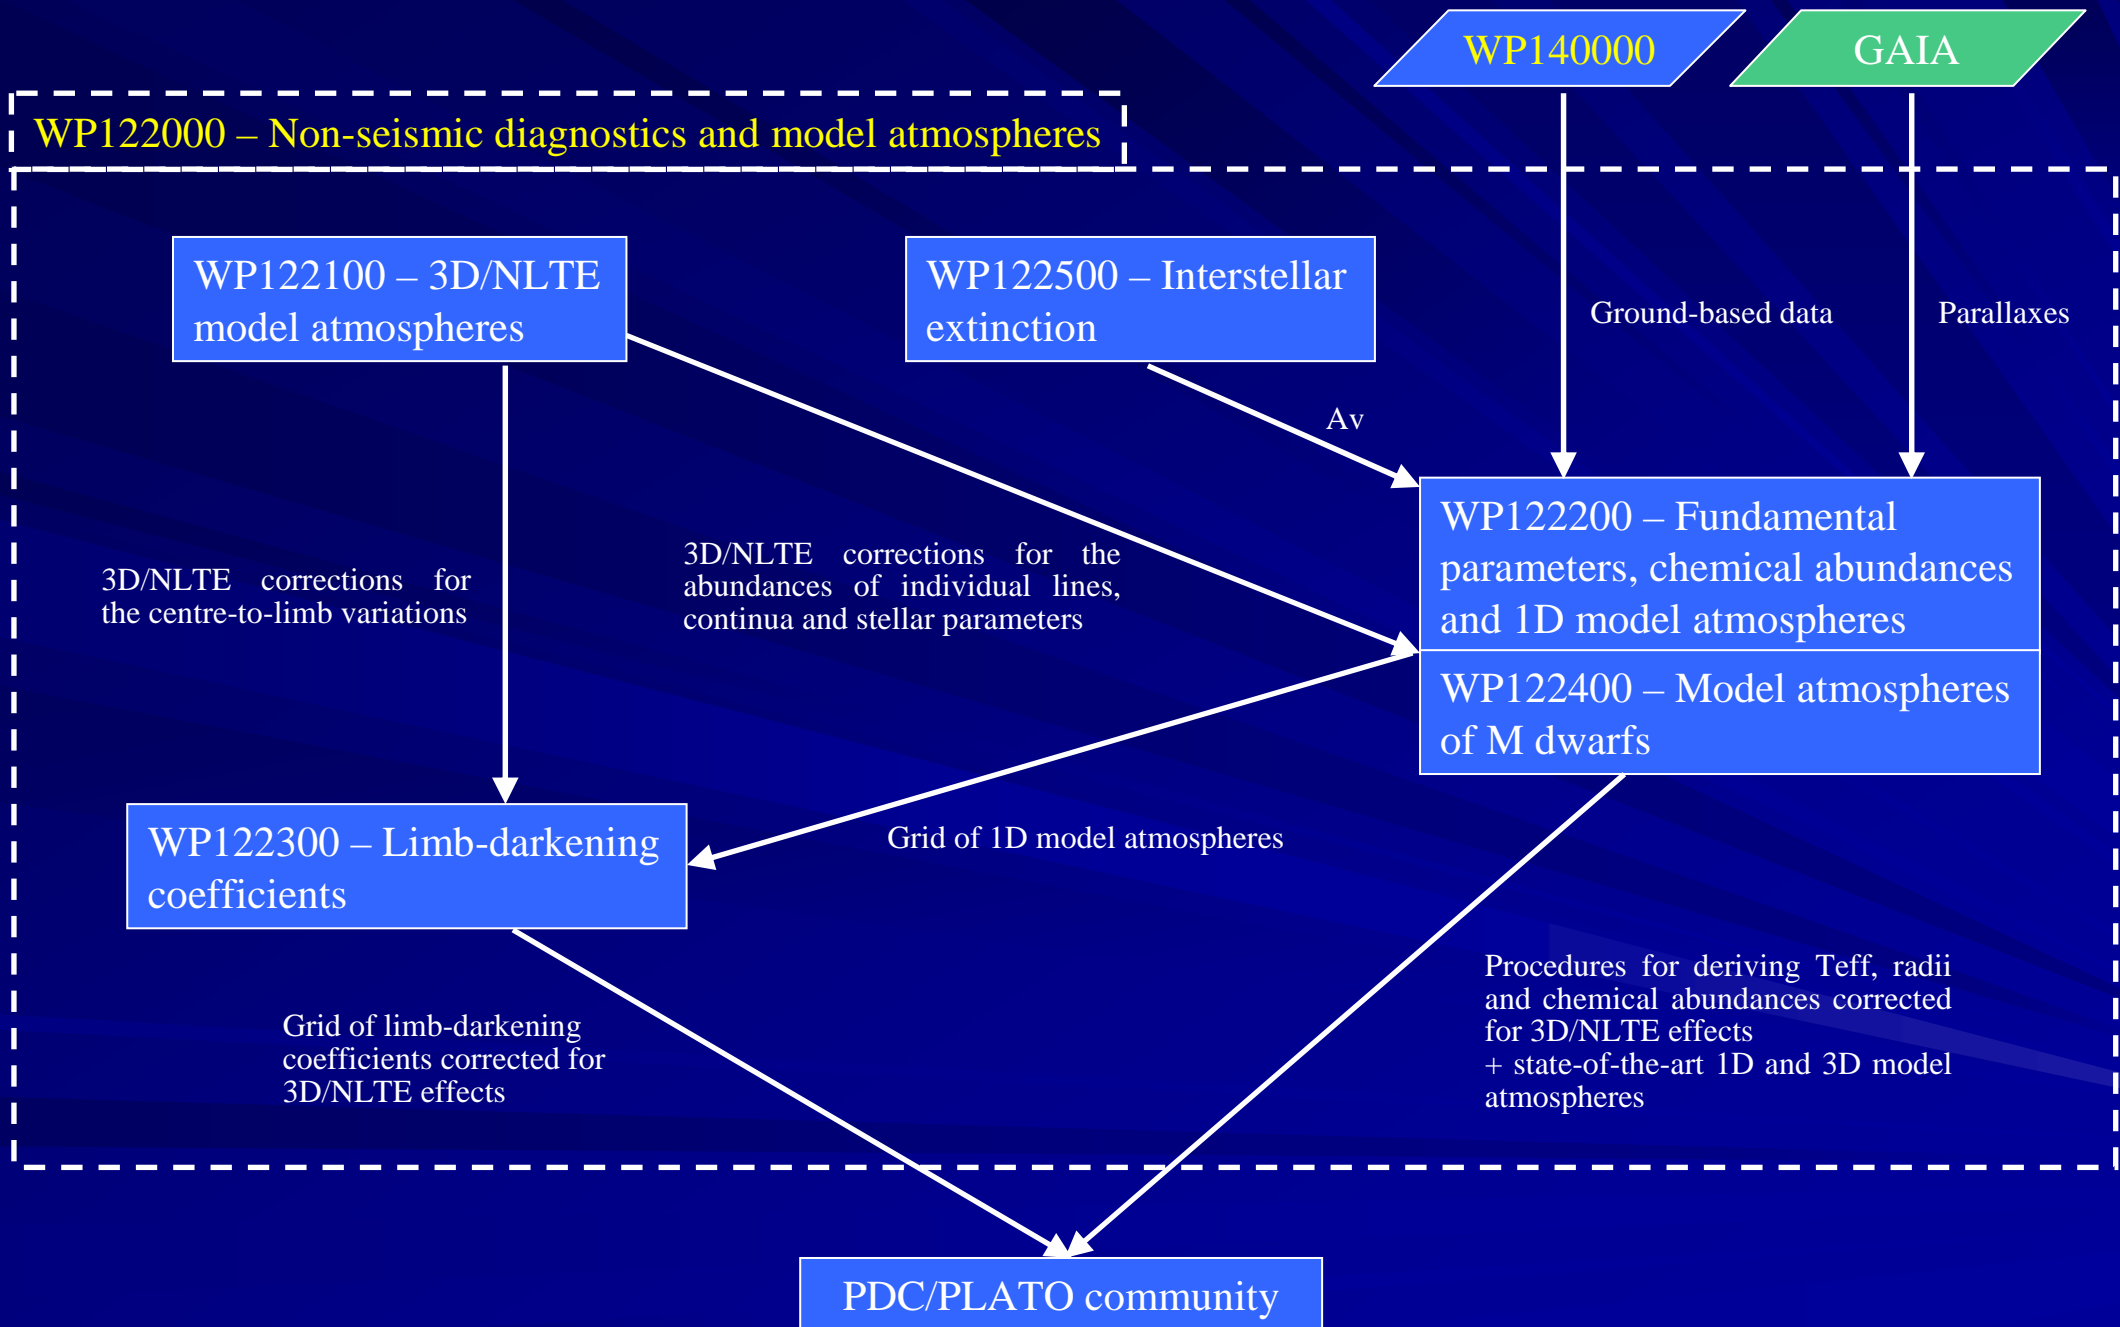 WP140000
GAIA
WP122000 – Non-seismic diagnostics and model atmospheres
WP122100 – 3D/NLTE
model atmospheres
WP122500 – Interstellar
extinction
Ground-based data
Parallaxes
Av
WP122200 – Fundamental
parameters, chemical abundances
and 1D model atmospheres
3D/NLTE corrections for
the centre-to-limb variations
3D/NLTE corrections for the
abundances of individual lines,
continua and stellar parameters
WP122400 – Model atmospheres
of M dwarfs
WP122300 – Limb-darkening
coefficients
Grid of 1D model atmospheres
Grid of limb-darkening
coefficients corrected for
3D/NLTE effects
Procedures for deriving Teff, radii
and chemical abundances corrected
for 3D/NLTE effects
+ state-of-the-art 1D and 3D model
atmospheres
PDC/PLATO community